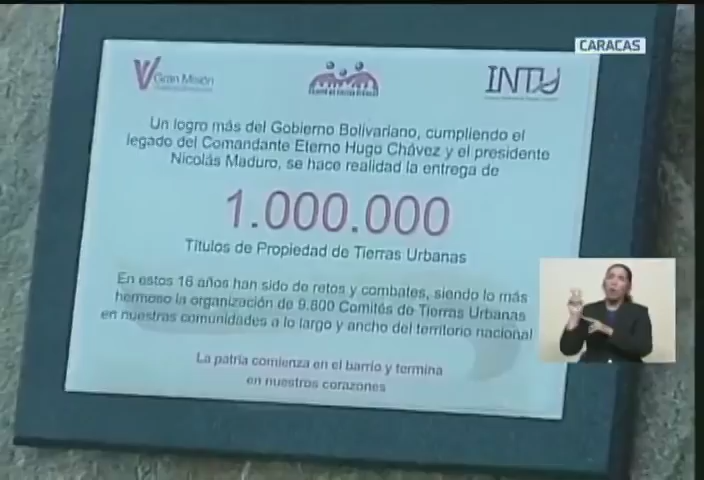 CARACAS
Gran Misión
INTU
Un logro más del Gobierno Bolivariano, cumpliendo el
legado del Comandante Eterno Hugo Chávez y el presidente
Nicolás Maduro, se hace realidad la entrega de
1.000.000
Títulos de Propiedad de Tierras Urbanas
En estos 16 años han sido de retos y combates, siendo lo más
hermoso la organización de 9.800 Comités de Tierras Urbanas
en nuestras comunidades a lo largo y ancho del territorio nacional
La patria comienza en el barrio y termina
en nuestros corazones